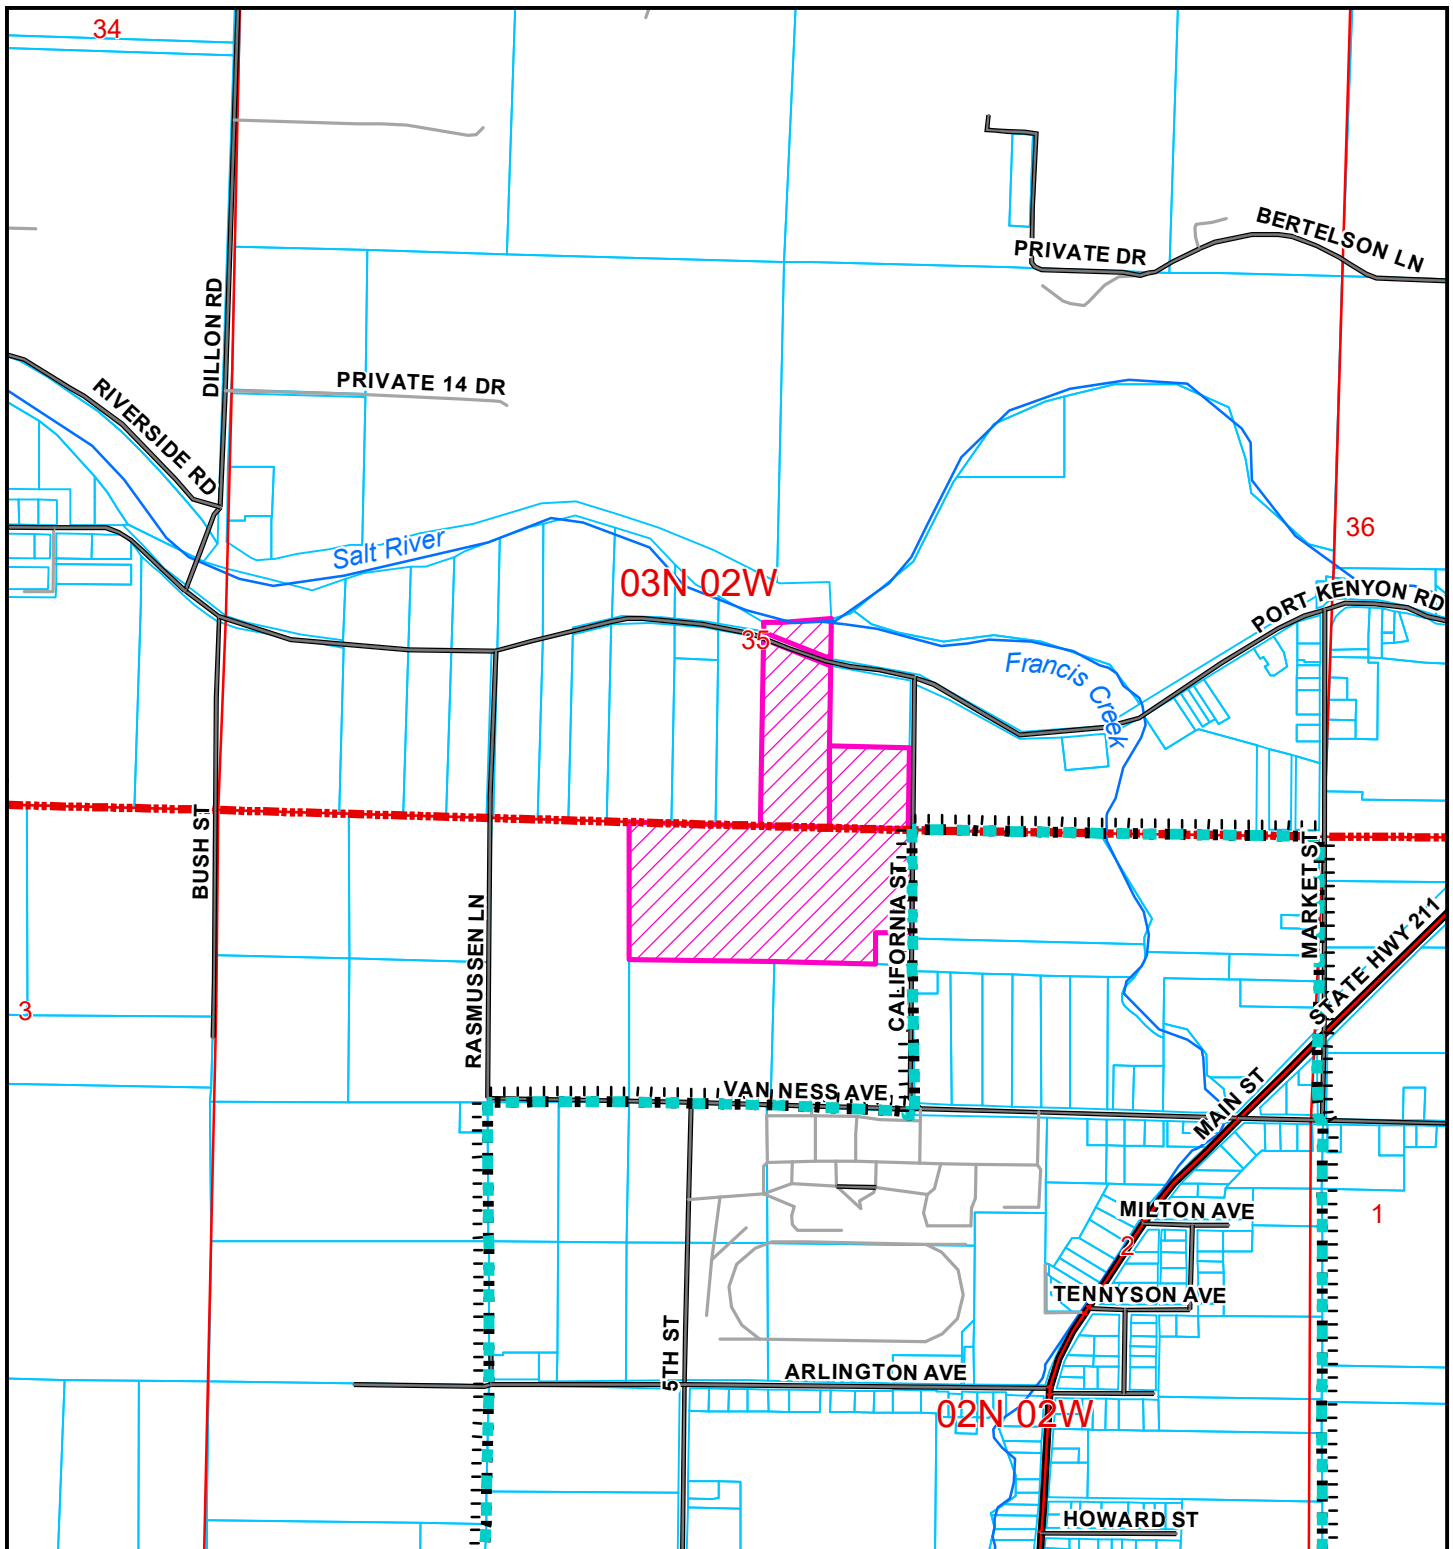 34
BERTELSON LN
PRIVATE DR
DILLON RD
PRIVATE 14 DR
RIVERSIDE RD
36
Salt River
03N 02W
PORT KENYON RD
35
Francis Creek
BUSH ST
MARKET ST
CALIFORNIA ST
RASMUSSEN LN
STATE HWY 211
3
VAN NESS AVE
MAIN ST
MILTON AVE
1
2
TENNYSON AVE
5TH ST
ARLINGTON AVE
02N 02W
HOWARD ST